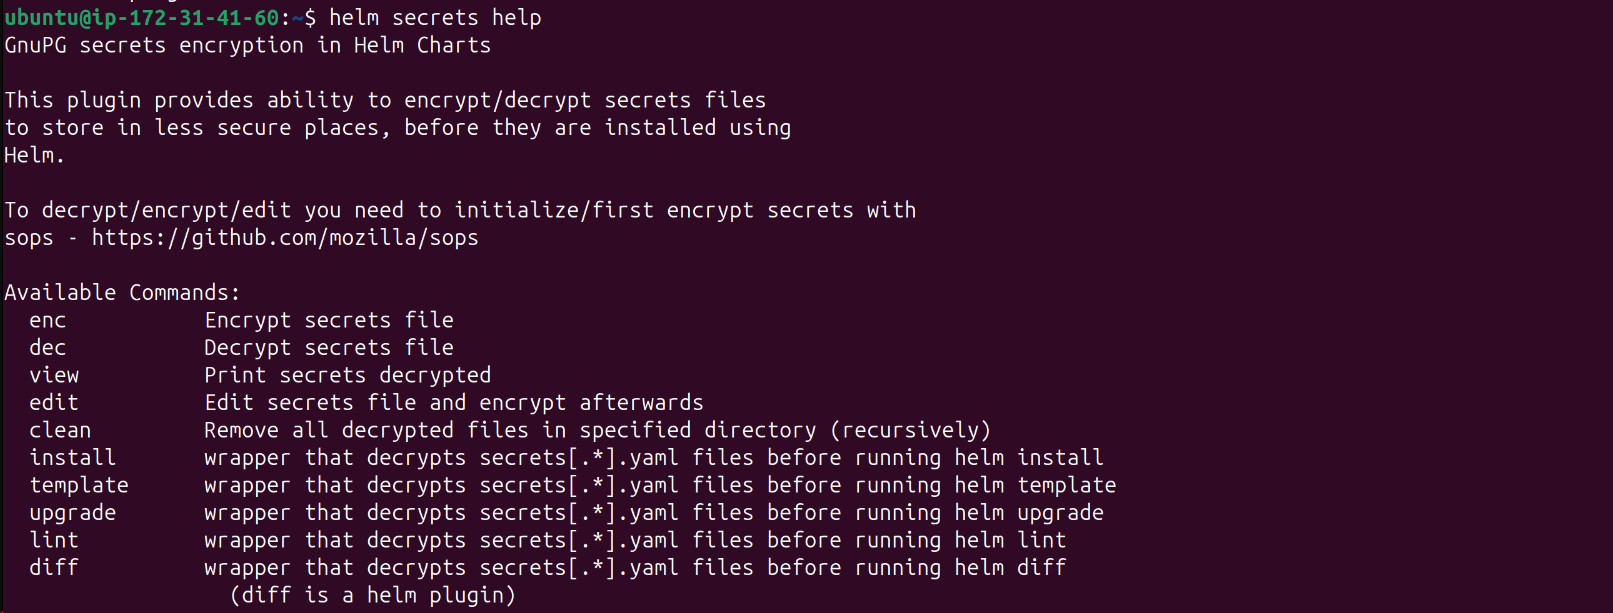 ubuntu@ip-172-31-41-60:~$ helm secrets help
GnuPG secrets encryption in Helm Charts
This plugin provides ability to encrypt/decrypt secrets files
to store in less secure places, before they are installed using
Helm.
To decrypt/encrypt/edit you need to initialize/first encrypt secrets with
sops - https://github.com/mozilla/sops
Available Commands:
enc Encrypt secrets file
dec Decrypt secrets file
view Print secrets decrypted
edit Edit secrets file and encrypt afterwards
clean Remove all decrypted files in specified directory (recursively)
install wrapper that decrypts secrets[.*].yaml files before running helm install
template wrapper that decrypts secrets[.*].yaml files before running helm template
upgrade wrapper that decrypts secrets[.*].yaml files before running helm upgrade
lint wrapper that decrypts secrets[.*].yaml files before running helm lint
diff wrapper that decrypts secrets[.*].yaml files before running helm diff
(diff is a helm plugin)